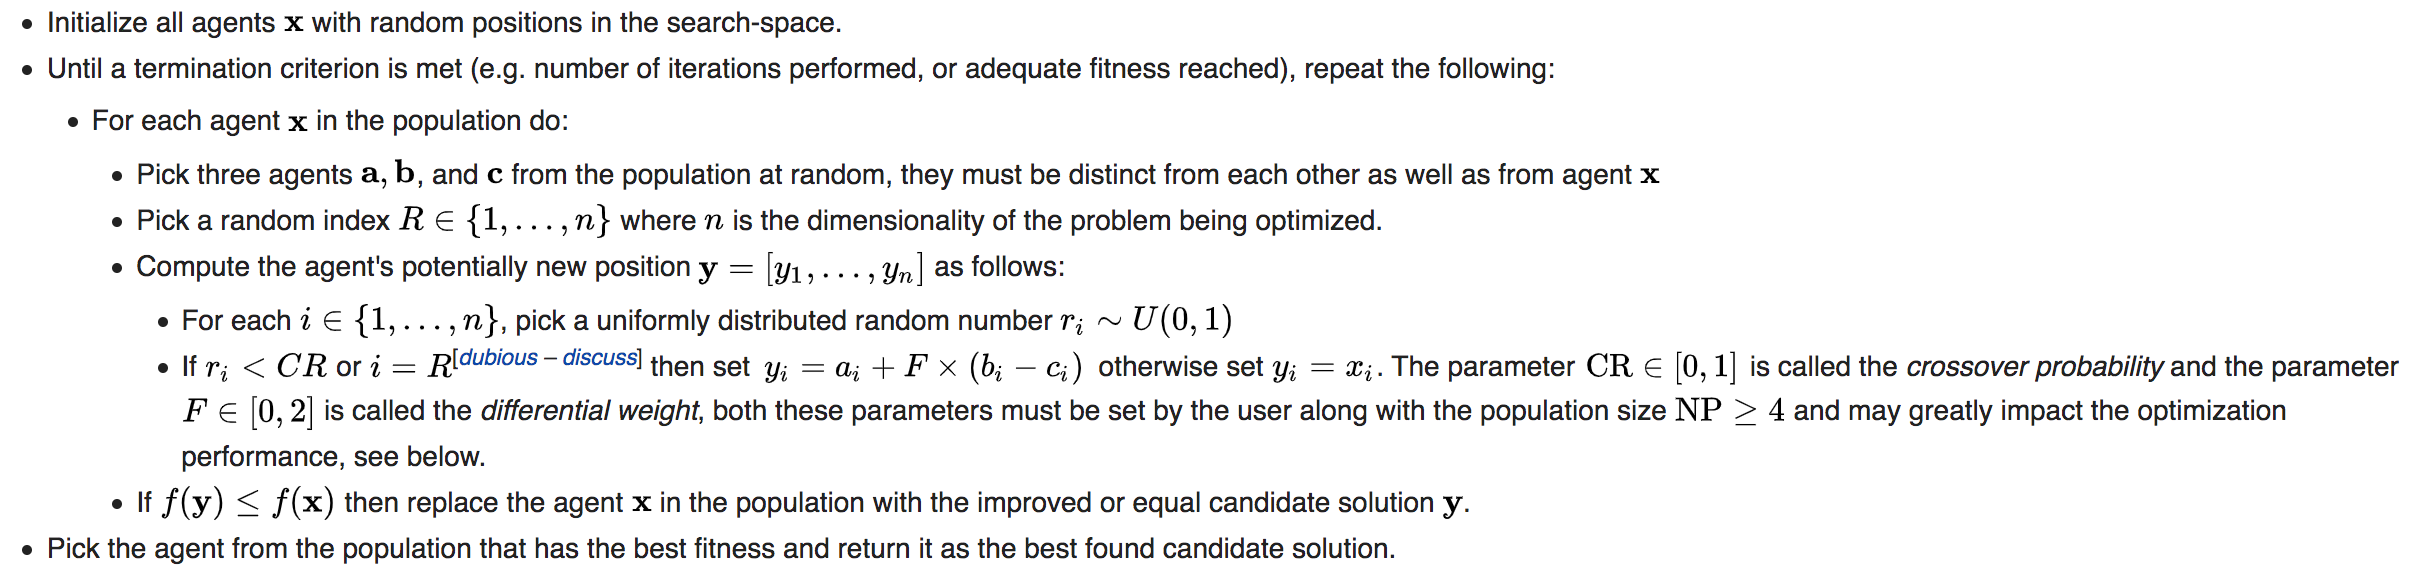 • Initialize all agents x with random positions in the search-space.
• Until a termination criterion is met (e.g. number of iterations performed, or adequate fitness reached), repeat the following:
• For each agent x in the population do:
• Pick three agents a, b, and c from the population at random, they must be distinct from each other as well as from agent x
• Pick a random index R ∈ {1, . . . , n} where n is the dimensionality of the problem being optimized.
• Compute the agent's potentially new position y = [y₁, . . . , yₙ] as follows:
• For each i ∈ {1, . . . , n}, pick a uniformly distributed random number rᵢ ∼ U(0, 1)
• If rᵢ < CR or i = R[dubious – discuss] then set yᵢ = aᵢ + F × (bᵢ − cᵢ) otherwise set yᵢ = xᵢ. The parameter CR ∈ [0, 1] is called the crossover probability and the parameter
F ∈ [0, 2] is called the differential weight, both these parameters must be set by the user along with the population size NP ≥ 4 and may greatly impact the optimization
performance, see below.
• If f(y) ≤ f(x) then replace the agent x in the population with the improved or equal candidate solution y.
• Pick the agent from the population that has the best fitness and return it as the best found candidate solution.